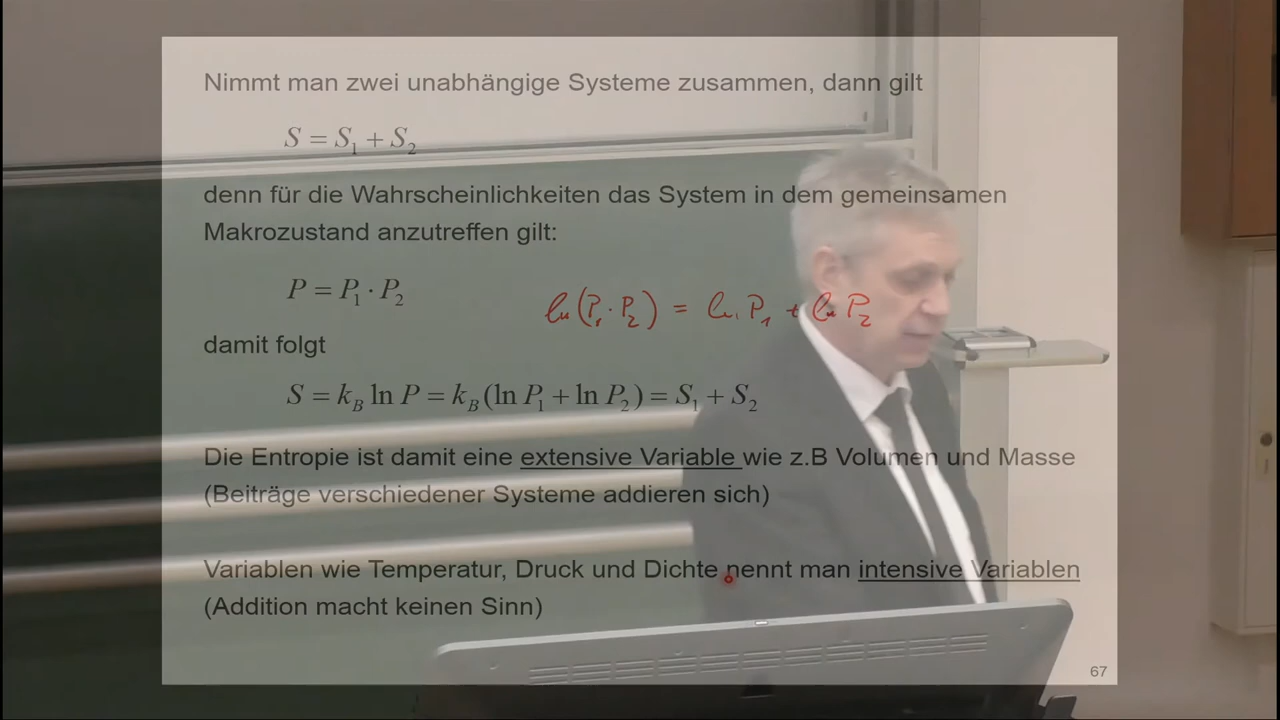 Nimmt man zwei unabhängige Systeme zusammen, dann gilt
S = S₁ + S₂
denn für die Wahrscheinlichkeiten das System in dem gemeinsamen
Makrozustand anzutreffen gilt:
P = P₁ · P₂
ln(P₁ · P₂) = ln P₁ + ln P₂
damit folgt
S = k_B ln P = k_B (ln P₁ + ln P₂) = S₁ + S₂
Die Entropie ist damit eine extensive Variable wie z.B Volumen und Masse
(Beiträge verschiedener Systeme addieren sich)
Variablen wie Temperatur, Druck und Dichte nennt man intensive Variablen
(Addition macht keinen Sinn)
67